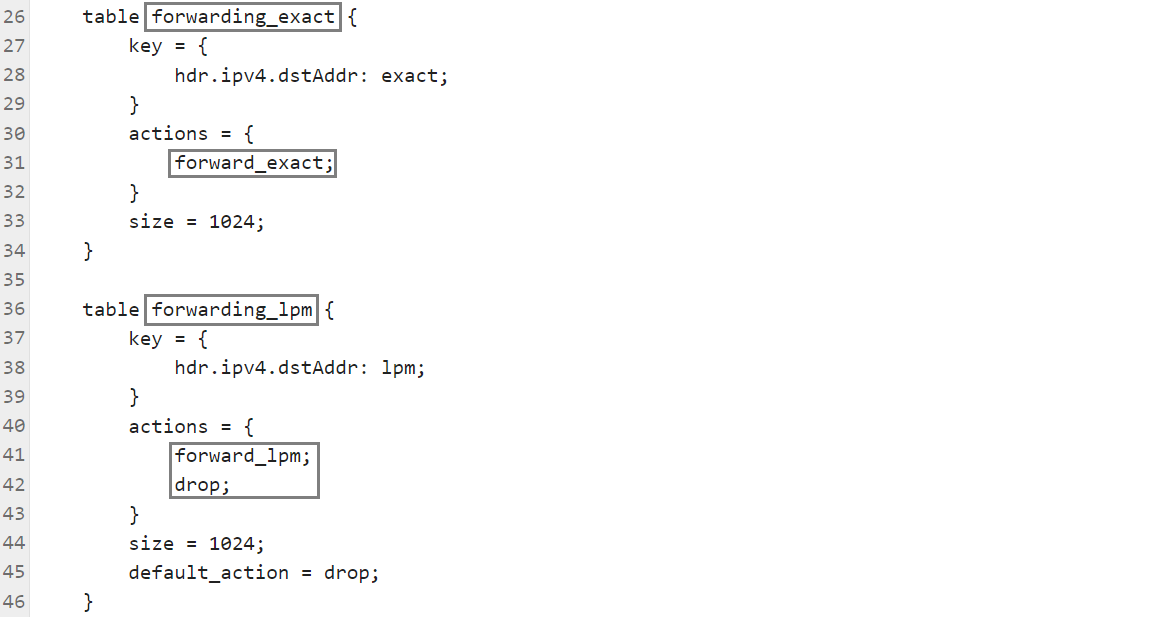 26 table forwarding_exact {
27 key = {
28 hdr.ipv4.dstAddr: exact;
29 }
30 actions = {
31 forward_exact;
32 }
33 size = 1024;
34 }
35
36 table forwarding_lpm {
37 key = {
38 hdr.ipv4.dstAddr: lpm;
39 }
40 actions = {
41 forward_lpm;
42 drop;
43 }
44 size = 1024;
45 default_action = drop;
46 }